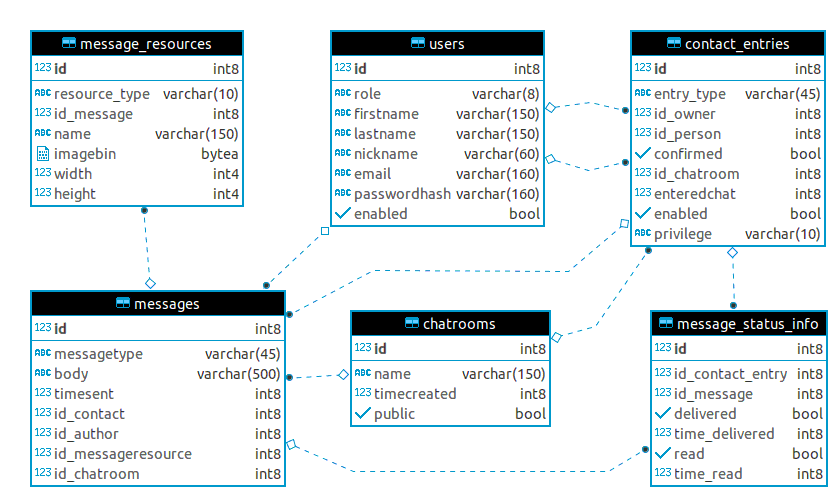 message_resources
123 id int8
ABC resource_type varchar(10)
123 id_message int8
ABC name varchar(150)
imagebin bytea
123 width int4
123 height int4
users
123 id int8
ABC role varchar(8)
ABC firstname varchar(150)
ABC lastname varchar(150)
ABC nickname varchar(60)
ABC email varchar(160)
ABC passwordhash varchar(160)
enabled bool
contact_entries
123 id int8
ABC entry_type varchar(45)
123 id_owner int8
123 id_person int8
confirmed bool
123 id_chatroom int8
123 enteredchat int8
enabled bool
ABC privilege varchar(10)
messages
123 id int8
ABC messagetype varchar(45)
ABC body varchar(500)
123 timesent int8
123 id_contact int8
123 id_author int8
123 id_messageresource int8
123 id_chatroom int8
chatrooms
123 id int8
ABC name varchar(150)
123 timecreated int8
public bool
message_status_info
123 id int8
123 id_contact_entry int8
123 id_message int8
delivered bool
123 time_delivered int8
read bool
123 time_read int8